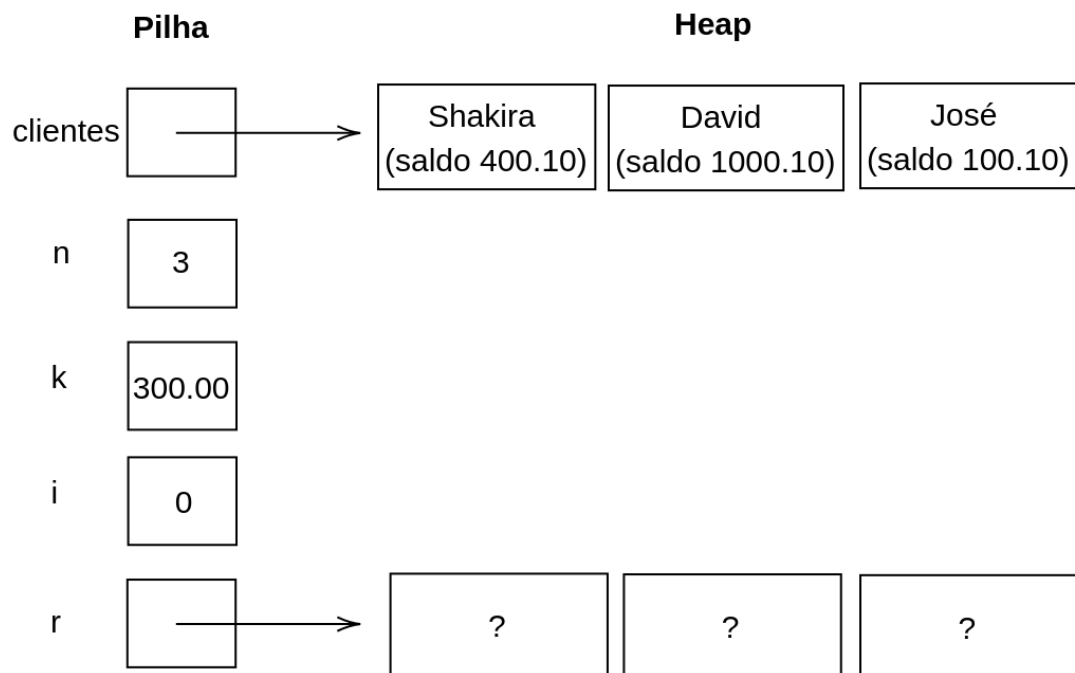 Pilha
Heap
clientes
Shakira
(saldo 400.10)
David
(saldo 1000.10)
José
(saldo 100.10)
n
3
k
300.00
i
0
r
?
?
?